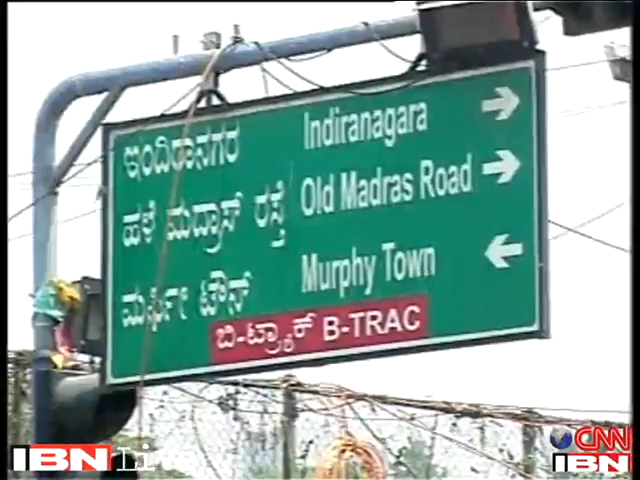 ಇಂದಿರಾನಗರ Indiranagara
ಹಳೆ ಮದ್ರಾಸ್ ರಸ್ತೆ Old Madras Road
ಮರ್ಫೀ ಟೌನ್ Murphy Town
ಬಿ-ಟ್ರ್ಯಾಕ್ B-TRAC
IBN Live
CNN
IBN